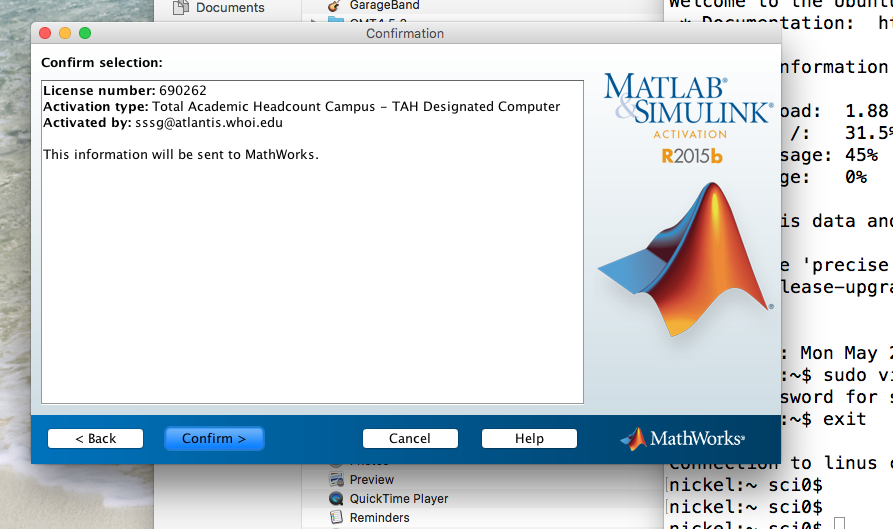 Documents
GarageBand
Welcome to the Ubuntu
* Documentation:
Confirmation
Confirm selection:
License number: 690262
Activation type: Total Academic Headcount Campus – TAH Designated Computer
Activated by: sssg@atlantis.whoi.edu
This information will be sent to MathWorks.
MATLAB®
&SIMULINK®
ACTIVATION
R2015b
nformation
oad: 1.88
/: 31.5%
sage: 45%
ge: 0%
is data and
e 'precise
lease-upgra
: Mon May 2
:~$ sudo vi
sword for s
:~$ exit
< Back
Confirm >
Cancel
Help
MathWorks®
Connection to linus c
Photos
Preview
QuickTime Player
Reminders
nickel:~ sci0$
nickel:~ sci0$
nickel:~ sci0$